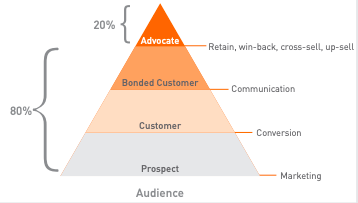 20%
Advocate
Retain, win-back, cross-sell, up-sell
80%
Bonded Customer
Communication
Customer
Conversion
Prospect
Marketing
Audience